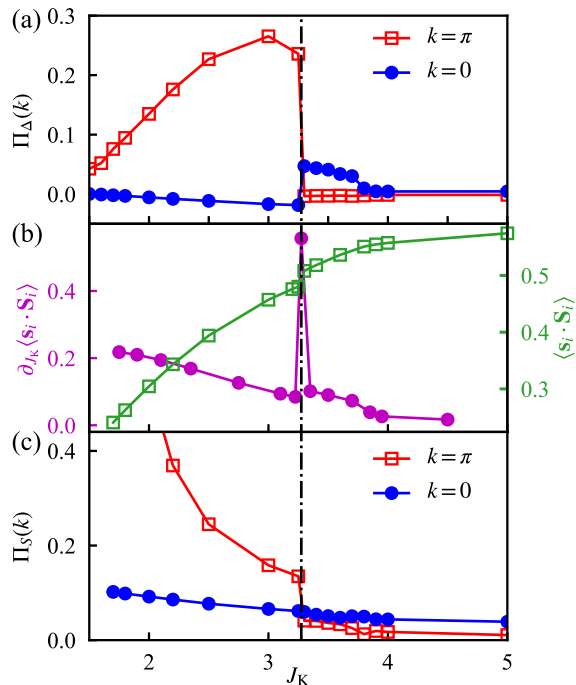 (a)
0.3
0.2
0.1
0.0
Π_Δ(k)
k = π
k = 0
(b)
0.4
0.2
0.0
∂_{J_K}⟨s_i · S_i⟩
0.5
0.3
⟨s_i · S_i⟩
(c)
0.4
0.2
0.0
Π_S(k)
k = π
k = 0
2
3
4
5
J_K